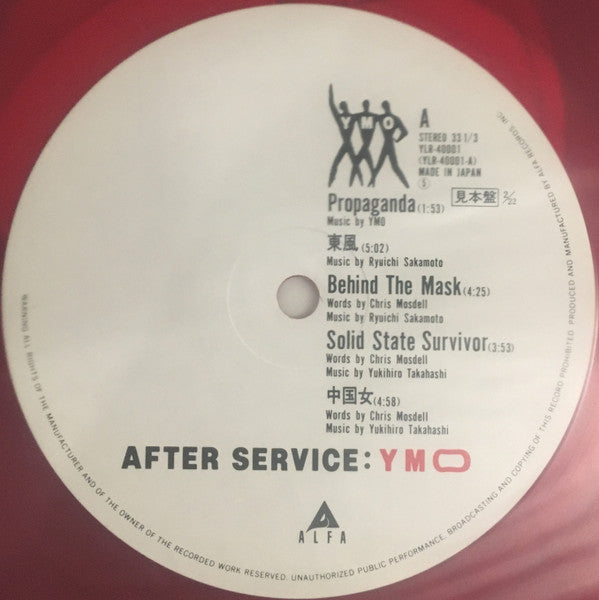 YMO
A
STEREO 33 1/3
YLR-40001
(YLR-40001-A)
MADE IN JAPAN
Ⓢ
Propaganda(1:53)
見本盤 2/22
Music by YMO
東風(5:02)
Music by Ryuichi Sakamoto
Behind The Mask(4:25)
Words by Chris Mosdell
Music by Ryuichi Sakamoto
Solid State Survivor(3:53)
Words by Chris Mosdell
Music by Yukihiro Takahashi
中国女(4:58)
Words by Chris Mosdell
Music by Yukihiro Takahashi
AFTER SERVICE: YMO
ALFA
WARNING ALL RIGHTS OF THE MANUFACTURER AND OF THE OWNER OF THE RECORDED WORK RESERVED. UNAUTHORIZED PUBLIC PERFORMANCE, BROADCASTING AND COPYING OF THIS RECORD PROHIBITED. PRODUCED AND MANUFACTURED BY ALFA RECORDS, INC.